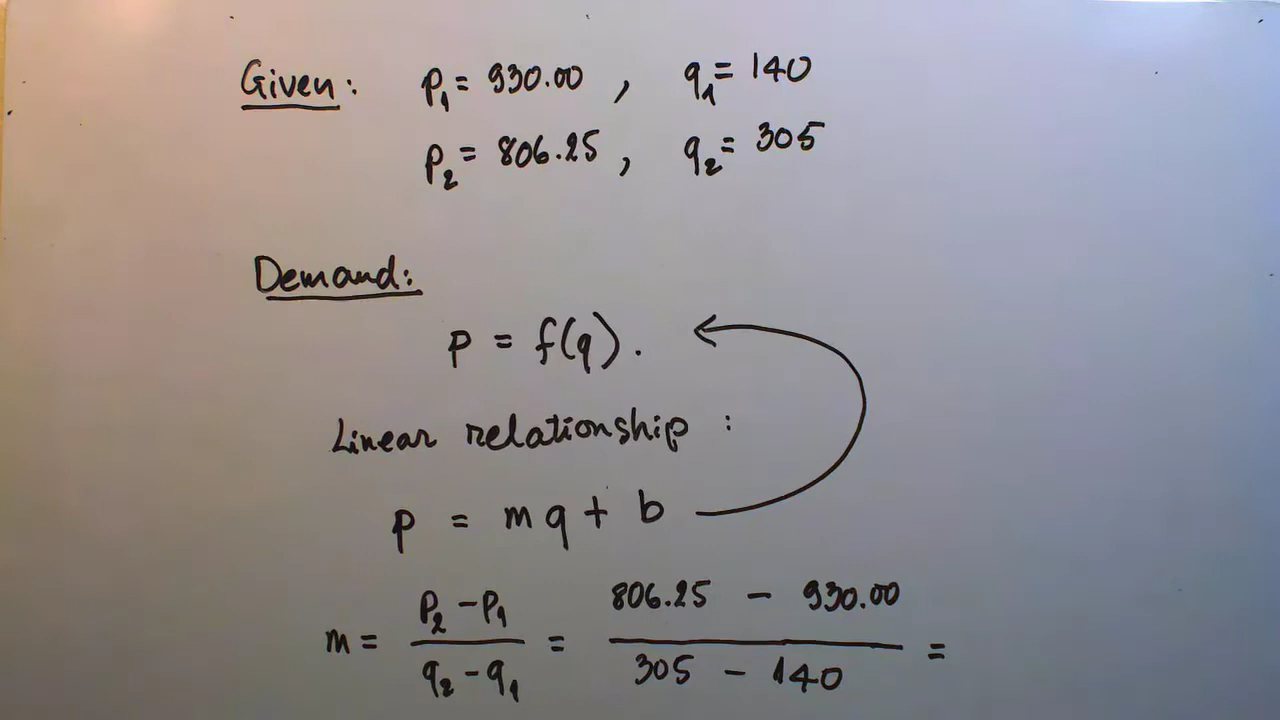 Given: p₁ = 930.00 , q₁ = 140
p₂ = 806.25 , q₂ = 305
Demand:
p = f(q).
Linear relationship :
p = mq + b
m = (p₂ - p₁)/(q₂ - q₁) = (806.25 - 930.00)/(305 - 140) =